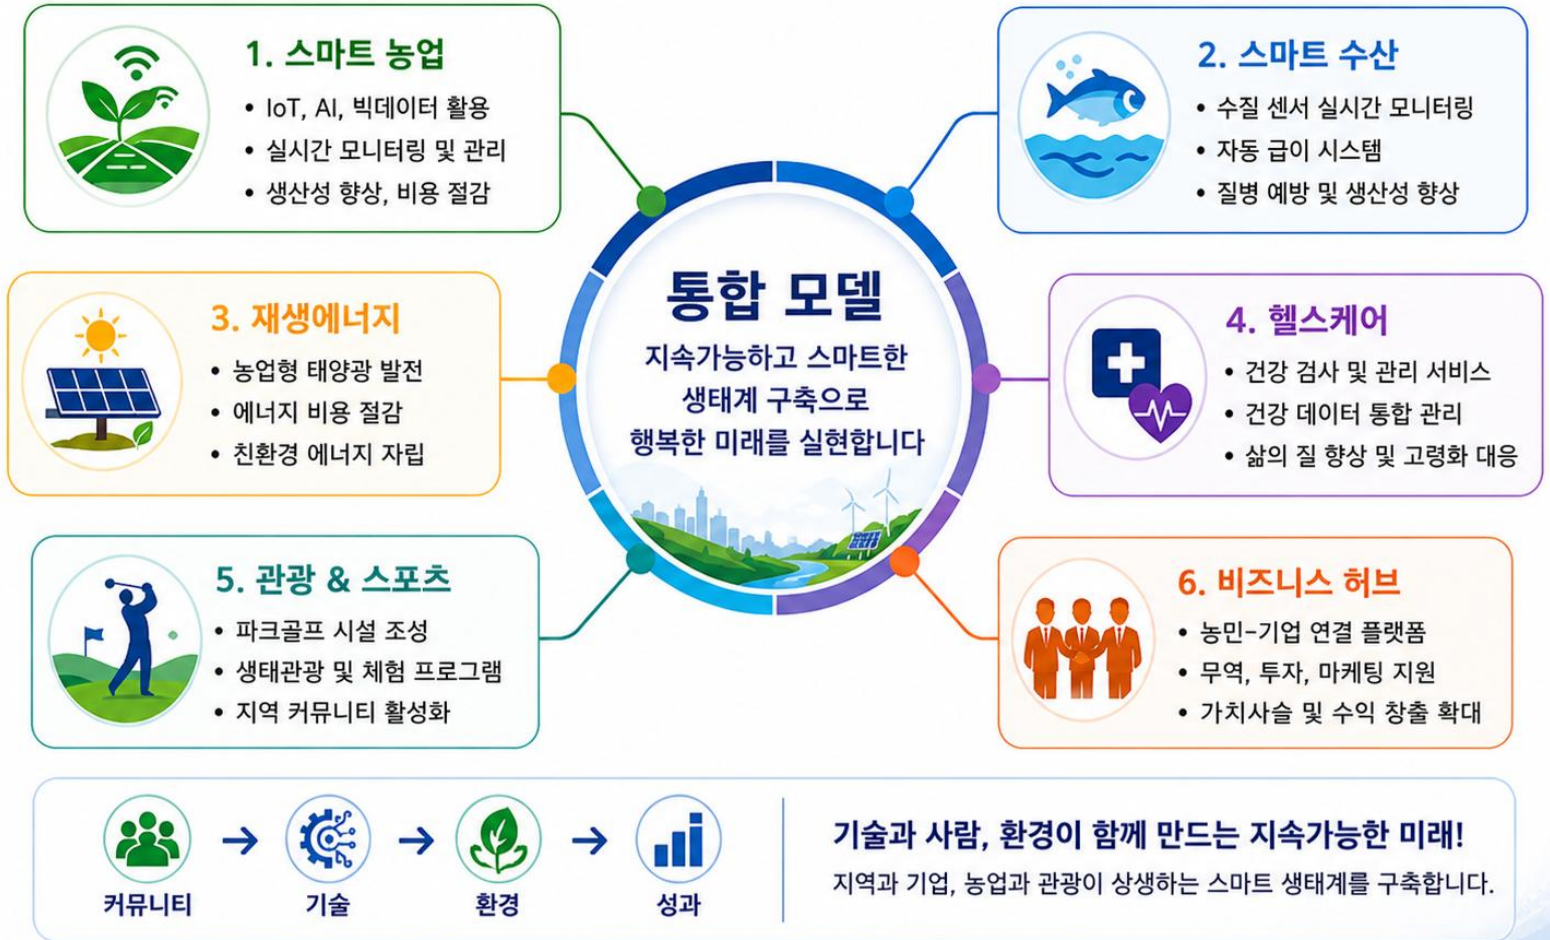 1. 스마트 농업
• IoT, AI, 빅데이터 활용
• 실시간 모니터링 및 관리
• 생산성 향상, 비용 절감
2. 스마트 수산
• 수질 센서 실시간 모니터링
• 자동 급이 시스템
• 질병 예방 및 생산성 향상
통합 모델
지속가능하고 스마트한
생태계 구축으로
행복한 미래를 실현합니다
3. 재생에너지
• 농업형 태양광 발전
• 에너지 비용 절감
• 친환경 에너지 자립
4. 헬스케어
• 건강 검사 및 관리 서비스
• 건강 데이터 통합 관리
• 삶의 질 향상 및 고령화 대응
5. 관광 & 스포츠
• 파크골프 시설 조성
• 생태관광 및 체험 프로그램
• 지역 커뮤니티 활성화
6. 비즈니스 허브
• 농민-기업 연결 플랫폼
• 무역, 투자, 마케팅 지원
• 가치사슬 및 수익 창출 확대
커뮤니티
기술
환경
성과
기술과 사람, 환경이 함께 만드는 지속가능한 미래!
지역과 기업, 농업과 관광이 상생하는 스마트 생태계를 구축합니다.